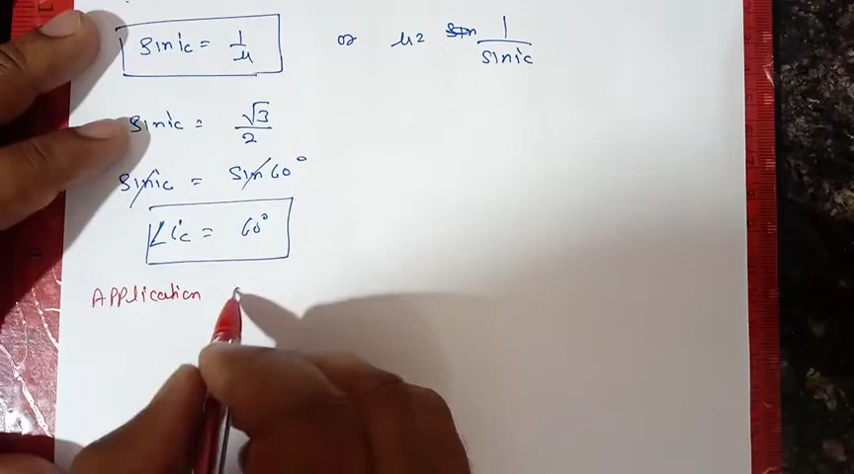 sin ic = 1/μ or μ = 1/sin ic
sin ic = √3/2
sin ic = sin 60°
∠ic = 60°
Application